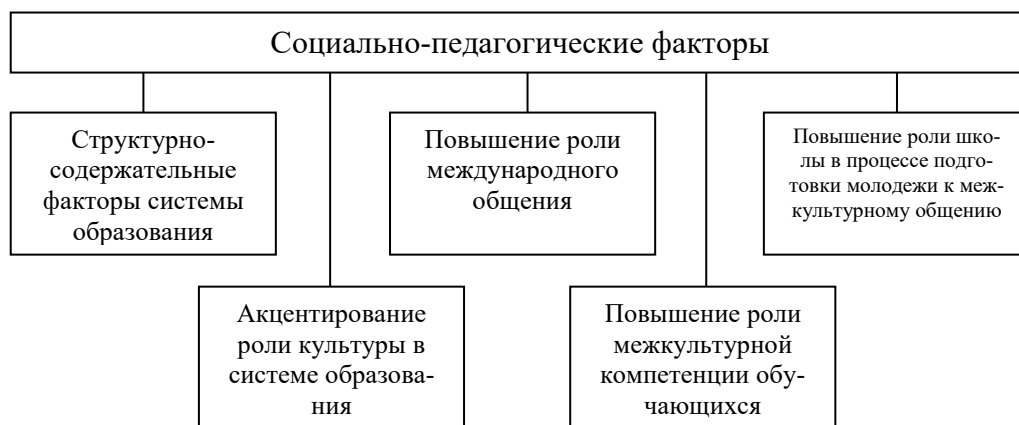 Социально-педагогические факторы
Структурно-
содержательные
факторы системы
образования
Повышение роли
международного
общения
Повышение роли шко-
лы в процессе подго-
товки молодежи к меж-
культурному общению
Акцентирование
роли культуры в
системе образова-
ния
Повышение роли
межкультурной
компетенции обу-
чающихся